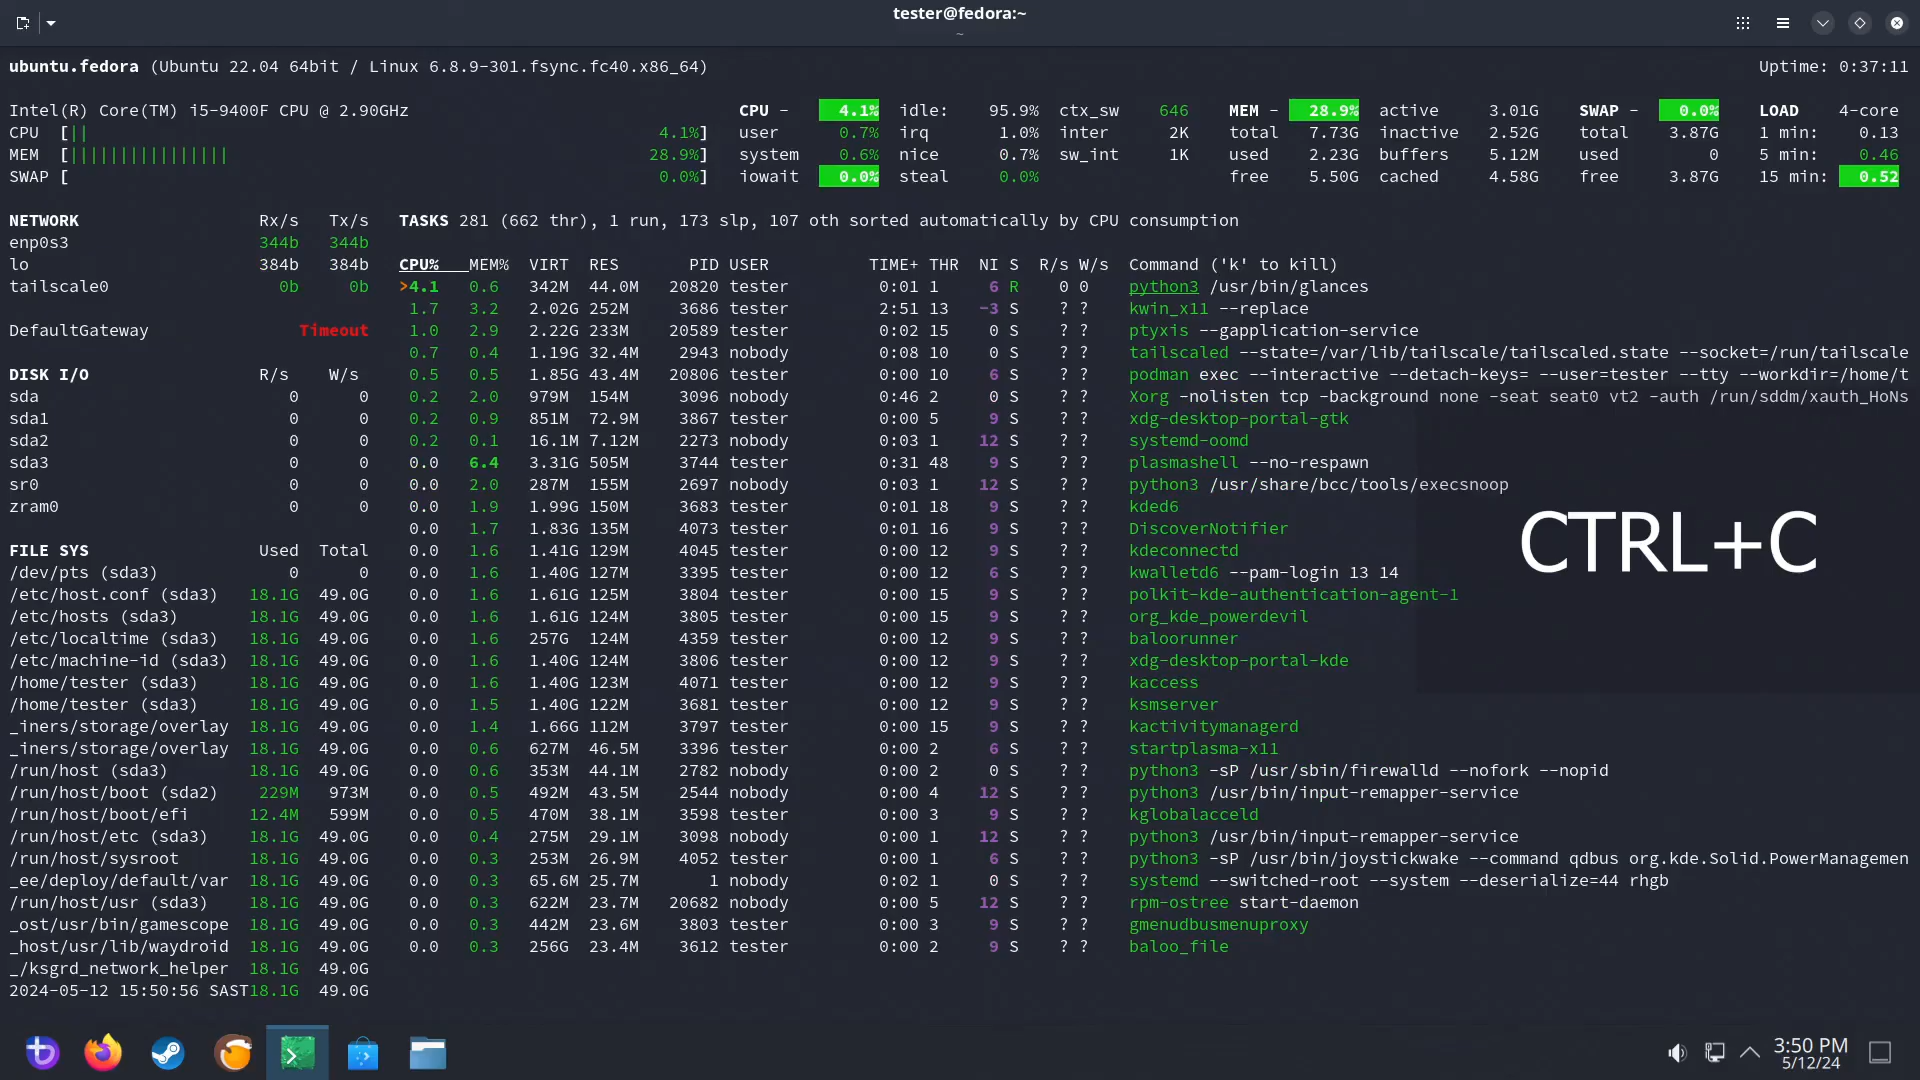 tester@fedora:~
~
ubuntu.fedora (Ubuntu 22.04 64bit / Linux 6.8.9-301.fsync.fc40.x86_64) Uptime: 0:37:11
Intel(R) Core(TM) i5-9400F CPU @ 2.90GHz CPU - 4.1% idle: 95.9% ctx_sw 646 MEM - 28.9% active 3.01G SWAP - 0.0% LOAD 4-core
CPU [|| 4.1%] user 0.7% irq 1.0% inter 2K total 7.73G inactive 2.52G total 3.87G 1 min: 0.13
MEM [|||||||||||||||| 28.9%] system 0.6% nice 0.7% sw_int 1K used 2.23G buffers 5.12M used 0 5 min: 0.46
SWAP [ 0.0%] iowait 0.0% steal 0.0% free 5.50G cached 4.58G free 3.87G 15 min: 0.52
NETWORK Rx/s Tx/s TASKS 281 (662 thr), 1 run, 173 slp, 107 oth sorted automatically by CPU consumption
enp0s3 344b 344b
lo 384b 384b CPU% MEM% VIRT RES PID USER TIME+ THR NI S R/s W/s Command ('k' to kill)
tailscale0 0b 0b >4.1 0.6 342M 44.0M 20820 tester 0:01 1 6 R 0 0 python3 /usr/bin/glances
1.7 3.2 2.02G 252M 3686 tester 2:51 13 -3 S ? ? kwin_x11 --replace
DefaultGateway Timeout 1.0 2.9 2.22G 233M 20589 tester 0:02 15 0 S ? ? ptyxis --gapplication-service
0.7 0.4 1.19G 32.4M 2943 nobody 0:08 10 0 S ? ? tailscaled --state=/var/lib/tailscale/tailscaled.state --socket=/run/tailscale
DISK I/O R/s W/s 0.5 0.5 1.85G 43.4M 20806 tester 0:00 10 6 S ? ? podman exec --interactive --detach-keys= --user=tester --tty --workdir=/home/t
sda 0 0 0.2 2.0 979M 154M 3096 nobody 0:46 2 0 S ? ? Xorg -nolisten tcp -background none -seat seat0 vt2 -auth /run/sddm/xauth_HoNs
sda1 0 0 0.2 0.9 851M 72.9M 3867 tester 0:00 5 9 S ? ? xdg-desktop-portal-gtk
sda2 0 0 0.2 0.1 16.1M 7.12M 2273 nobody 0:03 1 12 S ? ? systemd-oomd
sda3 0 0 0.0 6.4 3.31G 505M 3744 tester 0:31 48 9 S ? ? plasmashell --no-respawn
sr0 0 0 0.0 2.0 287M 155M 2697 nobody 0:03 1 12 S ? ? python3 /usr/share/bcc/tools/execsnoop
zram0 0 0 0.0 1.9 1.99G 150M 3683 tester 0:01 18 9 S ? ? kded6
0.0 1.7 1.83G 135M 4073 tester 0:01 16 9 S ? ? DiscoverNotifier
FILE SYS Used Total 0.0 1.6 1.41G 129M 4045 tester 0:00 12 9 S ? ? kdeconnectd
/dev/pts (sda3) 0 0 0.0 1.6 1.40G 127M 3395 tester 0:00 12 6 S ? ? kwalletd6 --pam-login 13 14
/etc/host.conf (sda3) 18.1G 49.0G 0.0 1.6 1.61G 125M 3804 tester 0:00 15 9 S ? ? polkit-kde-authentication-agent-1
/etc/hosts (sda3) 18.1G 49.0G 0.0 1.6 1.61G 124M 3805 tester 0:00 15 9 S ? ? org_kde_powerdevil
/etc/localtime (sda3) 18.1G 49.0G 0.0 1.6 257G 124M 4359 tester 0:00 12 9 S ? ? baloorunner
/etc/machine-id (sda3) 18.1G 49.0G 0.0 1.6 1.40G 124M 3806 tester 0:00 12 9 S ? ? xdg-desktop-portal-kde
/home/tester (sda3) 18.1G 49.0G 0.0 1.6 1.40G 123M 4071 tester 0:00 12 9 S ? ? kaccess
/home/tester (sda3) 18.1G 49.0G 0.0 1.5 1.40G 122M 3681 tester 0:00 12 9 S ? ? ksmserver
_iners/storage/overlay 18.1G 49.0G 0.0 1.4 1.66G 112M 3797 tester 0:00 15 9 S ? ? kactivitymanagerd
_iners/storage/overlay 18.1G 49.0G 0.0 0.6 627M 46.5M 3396 tester 0:00 2 6 S ? ? startplasma-x11
/run/host (sda3) 18.1G 49.0G 0.0 0.6 353M 44.1M 2782 nobody 0:00 2 0 S ? ? python3 -sP /usr/sbin/firewalld --nofork --nopid
/run/host/boot (sda2) 229M 973M 0.0 0.5 492M 43.5M 2544 nobody 0:00 4 12 S ? ? python3 /usr/bin/input-remapper-service
/run/host/boot/efi 12.4M 599M 0.0 0.5 470M 38.1M 3598 tester 0:00 3 9 S ? ? kglobalacceld
/run/host/etc (sda3) 18.1G 49.0G 0.0 0.4 275M 29.1M 3098 nobody 0:00 1 12 S ? ? python3 /usr/bin/input-remapper-service
/run/host/sysroot 18.1G 49.0G 0.0 0.3 253M 26.9M 4052 tester 0:00 1 6 S ? ? python3 -sP /usr/bin/joystickwake --command qdbus org.kde.Solid.PowerManagemen
_ee/deploy/default/var 18.1G 49.0G 0.0 0.3 65.6M 25.7M 1 nobody 0:02 1 0 S ? ? systemd --switched-root --system --deserialize=44 rhgb
/run/host/usr (sda3) 18.1G 49.0G 0.0 0.3 622M 23.7M 20682 nobody 0:00 5 12 S ? ? rpm-ostree start-daemon
_ost/usr/bin/gamescope 18.1G 49.0G 0.0 0.3 442M 23.6M 3803 tester 0:00 3 9 S ? ? gmenudbusmenuproxy
_host/usr/lib/waydroid 18.1G 49.0G 0.0 0.3 256G 23.4M 3612 tester 0:00 2 9 S ? ? baloo_file
_/ksgrd_network_helper 18.1G 49.0G
2024-05-12 15:50:56 SAST18.1G 49.0G
CTRL+C
3:50 PM
5/12/24